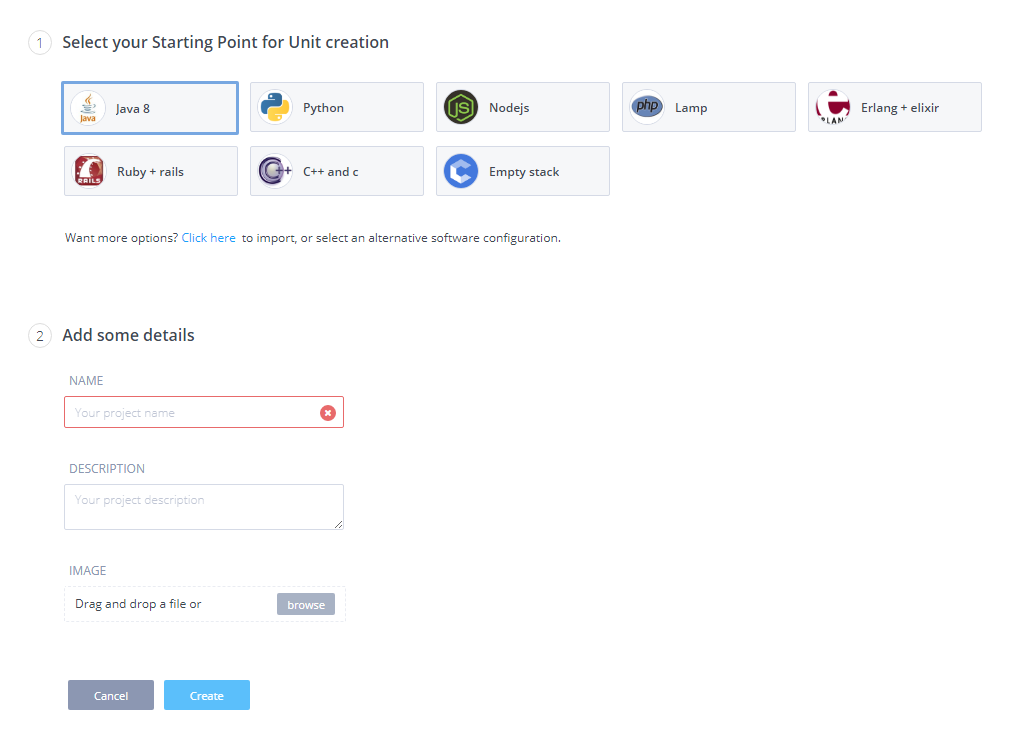 1 Select your Starting Point for Unit creation
Java Java 8
Python
JS Nodejs
php Lamp
LAN Erlang + elixir
RAILS Ruby + rails
C++ C++ and c
C Empty stack
Want more options? Click here to import, or select an alternative software configuration.
2 Add some details
NAME
Your project name
DESCRIPTION
Your project description
IMAGE
Drag and drop a file or browse
Cancel Create